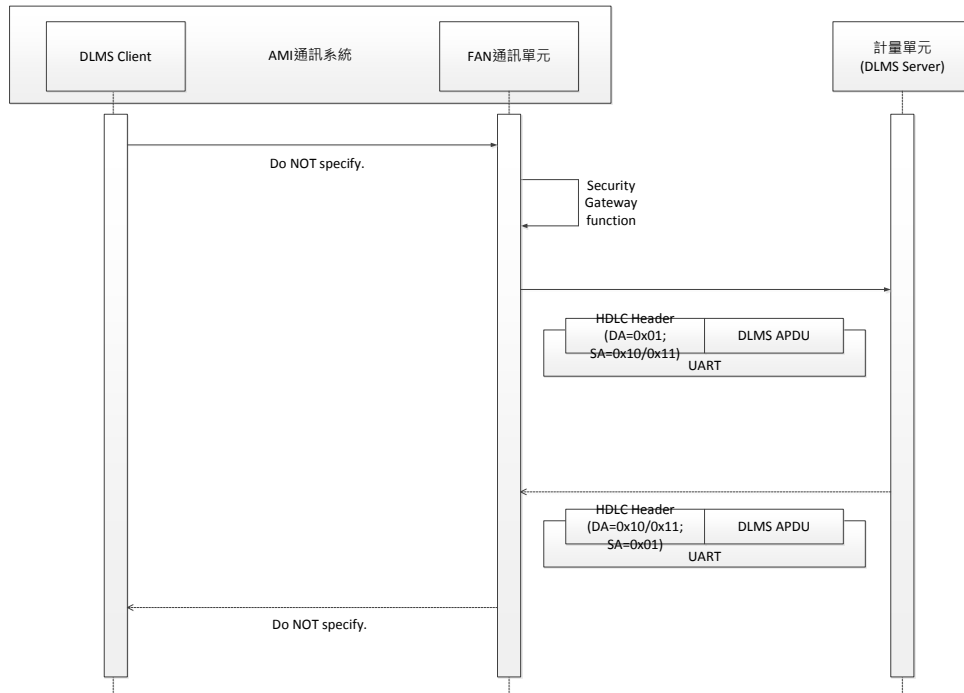 DLMS Client
AMI通訊系統
FAN通訊單元
計量單元
(DLMS Server)
Do NOT specify.
Security
Gateway
function
HDLC Header
(DA=0x01;
SA=0x10/0x11)
DLMS APDU
UART
HDLC Header
(DA=0x10/0x11;
SA=0x01)
DLMS APDU
UART
Do NOT specify.